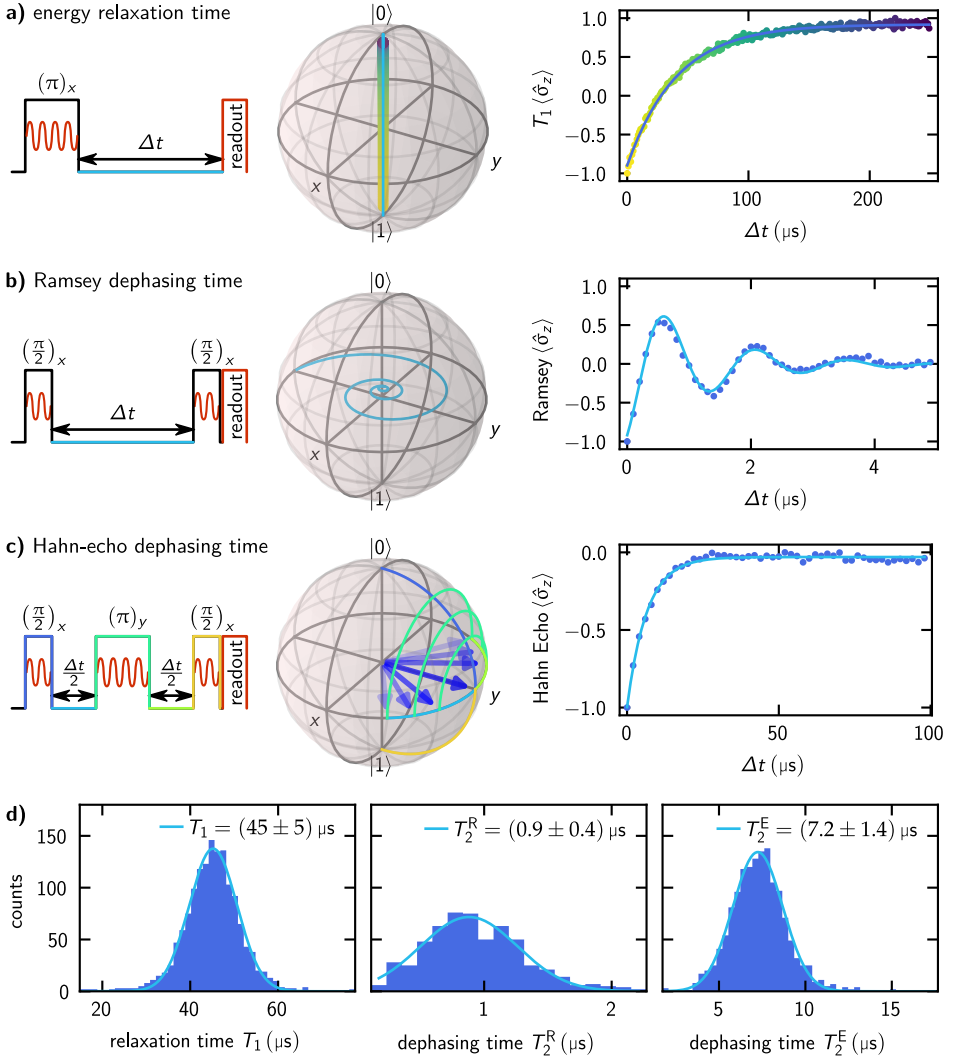 a) energy relaxation time
(π)ₓ
Δt
readout
|0⟩
x
y
|1⟩
T₁ ⟨σ̂_z⟩
1.0
0.5
0.0
−0.5
−1.0
0
100
200
Δt (µs)
b) Ramsey dephasing time
(π/2)ₓ
Δt
(π/2)ₓ
readout
|0⟩
x
y
|1⟩
Ramsey ⟨σ̂_z⟩
1.0
0.5
0.0
−0.5
−1.0
0
2
4
Δt (µs)
c) Hahn-echo dephasing time
(π/2)ₓ
Δt/2
(π)_y
Δt/2
(π/2)ₓ
readout
|0⟩
x
y
|1⟩
Hahn Echo ⟨σ̂_z⟩
0.0
−0.5
−1.0
0
50
100
Δt (µs)
d)
counts
150
100
50
0
T₁ = (45 ± 5) µs
20
40
60
relaxation time T₁ (µs)
T₂ᴿ = (0.9 ± 0.4) µs
1
2
dephasing time T₂ᴿ (µs)
T₂ᴱ = (7.2 ± 1.4) µs
5
10
15
dephasing time T₂ᴱ (µs)